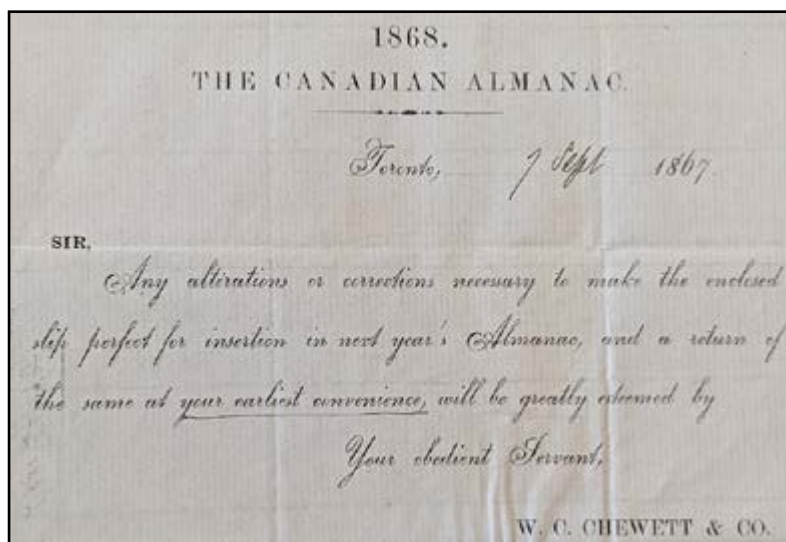 1868.
THE CANADIAN ALMANAC.
Toronto, 7 Sept 1867.
SIR,
Any alterations or corrections necessary to make the enclosed
slip perfect for insertion in next year's Almanac, and a return of
the same at your earliest convenience, will be greatly esteemed by
Your obedient Servant,
W. C. CHEWETT & CO.